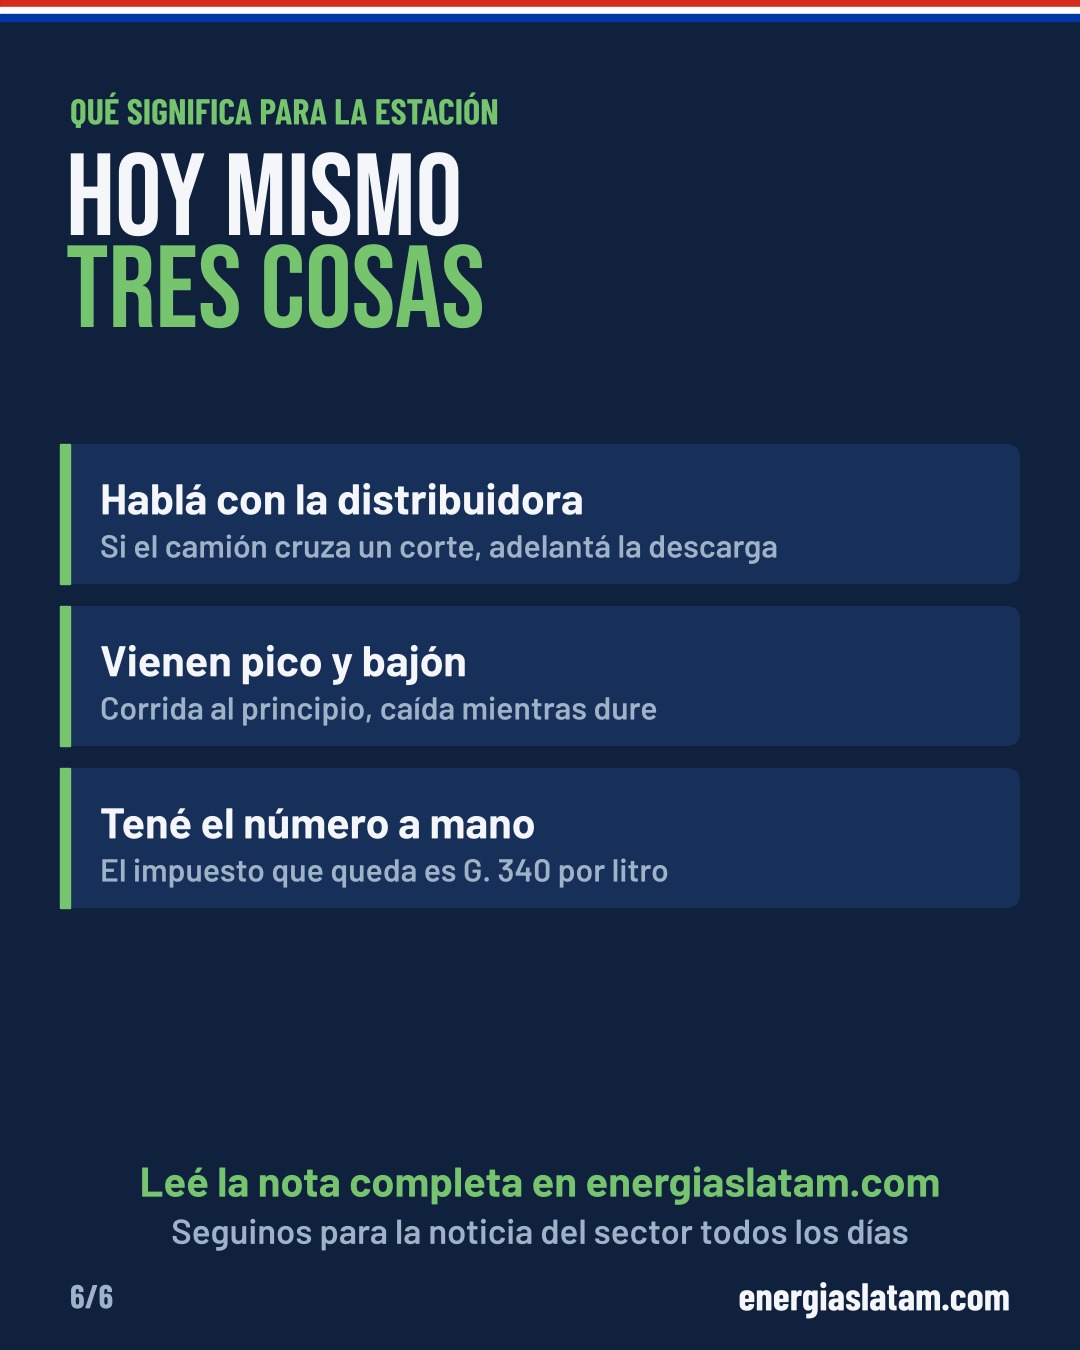 QUÉ SIGNIFICA PARA LA ESTACIÓN
HOY MISMO
TRES COSAS
Hablá con la distribuidora
Si el camión cruza un corte, adelantá la descarga
Vienen pico y bajón
Corrida al principio, caída mientras dure
Tené el número a mano
El impuesto que queda es G. 340 por litro
Leé la nota completa en energiaslatam.com
Seguinos para la noticia del sector todos los días
6/6
energiaslatam.com